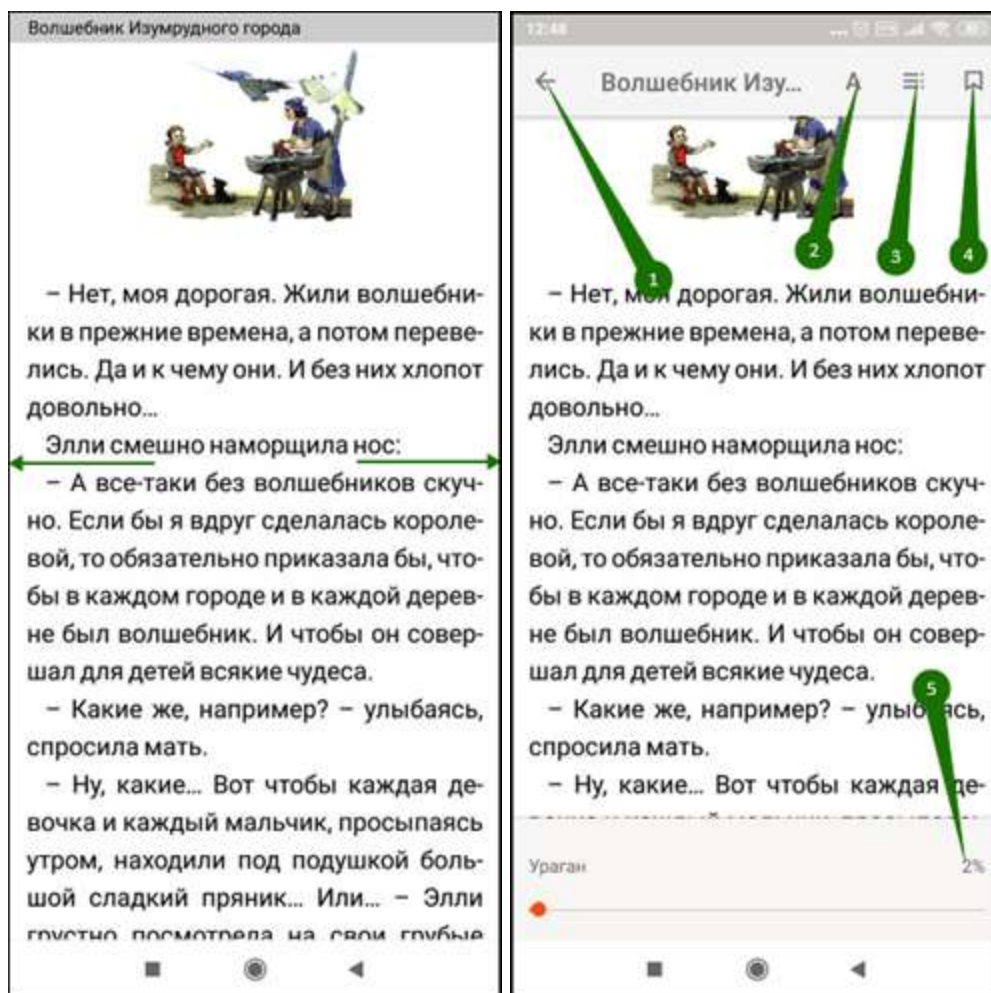 Волшебник Изумрудного города
– Нет, моя дорогая. Жили волшебни-
ки в прежние времена, а потом переве-
лись. Да и к чему они. И без них хлопот
довольно...
Элли смешно наморщила нос:
– А все-таки без волшебников скуч-
но. Если бы я вдруг сделалась короле-
вой, то обязательно приказала бы, что-
бы в каждом городе и в каждой дерев-
не был волшебник. И чтобы он совер-
шал для детей всякие чудеса.
– Какие же, например? – улыбаясь,
спросила мать.
– Ну, какие... Вот чтобы каждая де-
вочка и каждый мальчик, просыпаясь
утром, находили под подушкой боль-
шой сладкий пряник... Или... – Элли
грустно посмотрела на свои грубые
12:48
Волшебник Изу...
A
1
2
3
4
– Нет, моя дорогая. Жили волшебни-
ки в прежние времена, а потом переве-
лись. Да и к чему они. И без них хлопот
довольно...
Элли смешно наморщила нос:
– А все-таки без волшебников скуч-
но. Если бы я вдруг сделалась короле-
вой, то обязательно приказала бы, что-
бы в каждом городе и в каждой дерев-
не был волшебник. И чтобы он совер-
шал для детей всякие чудеса.
5
– Какие же, например? – улыбаясь,
спросила мать.
– Ну, какие... Вот чтобы каждая де-
Ураган
2%